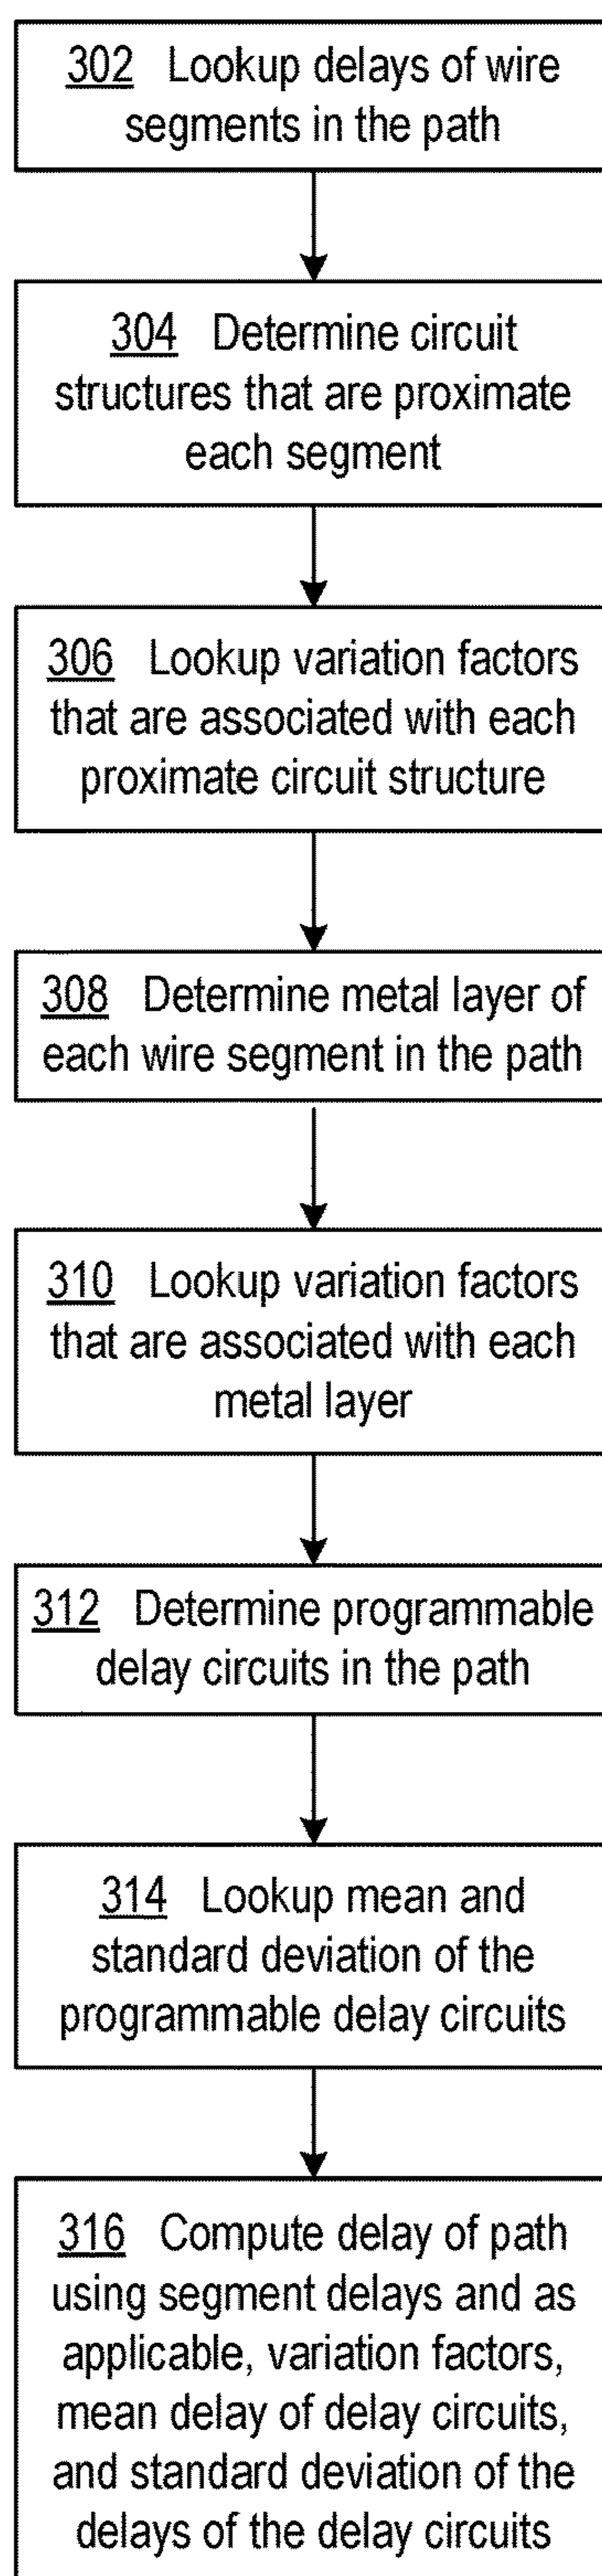 302 Lookup delays of wire
segments in the path
304 Determine circuit
structures that are proximate
each segment
306 Lookup variation factors
that are associated with each
proximate circuit structure
308 Determine metal layer of
each wire segment in the path
310 Lookup variation factors
that are associated with each
metal layer
312 Determine programmable
delay circuits in the path
314 Lookup mean and
standard deviation of the
programmable delay circuits
316 Compute delay of path
using segment delays and as
applicable, variation factors,
mean delay of delay circuits,
and standard deviation of the
delays of the delay circuits